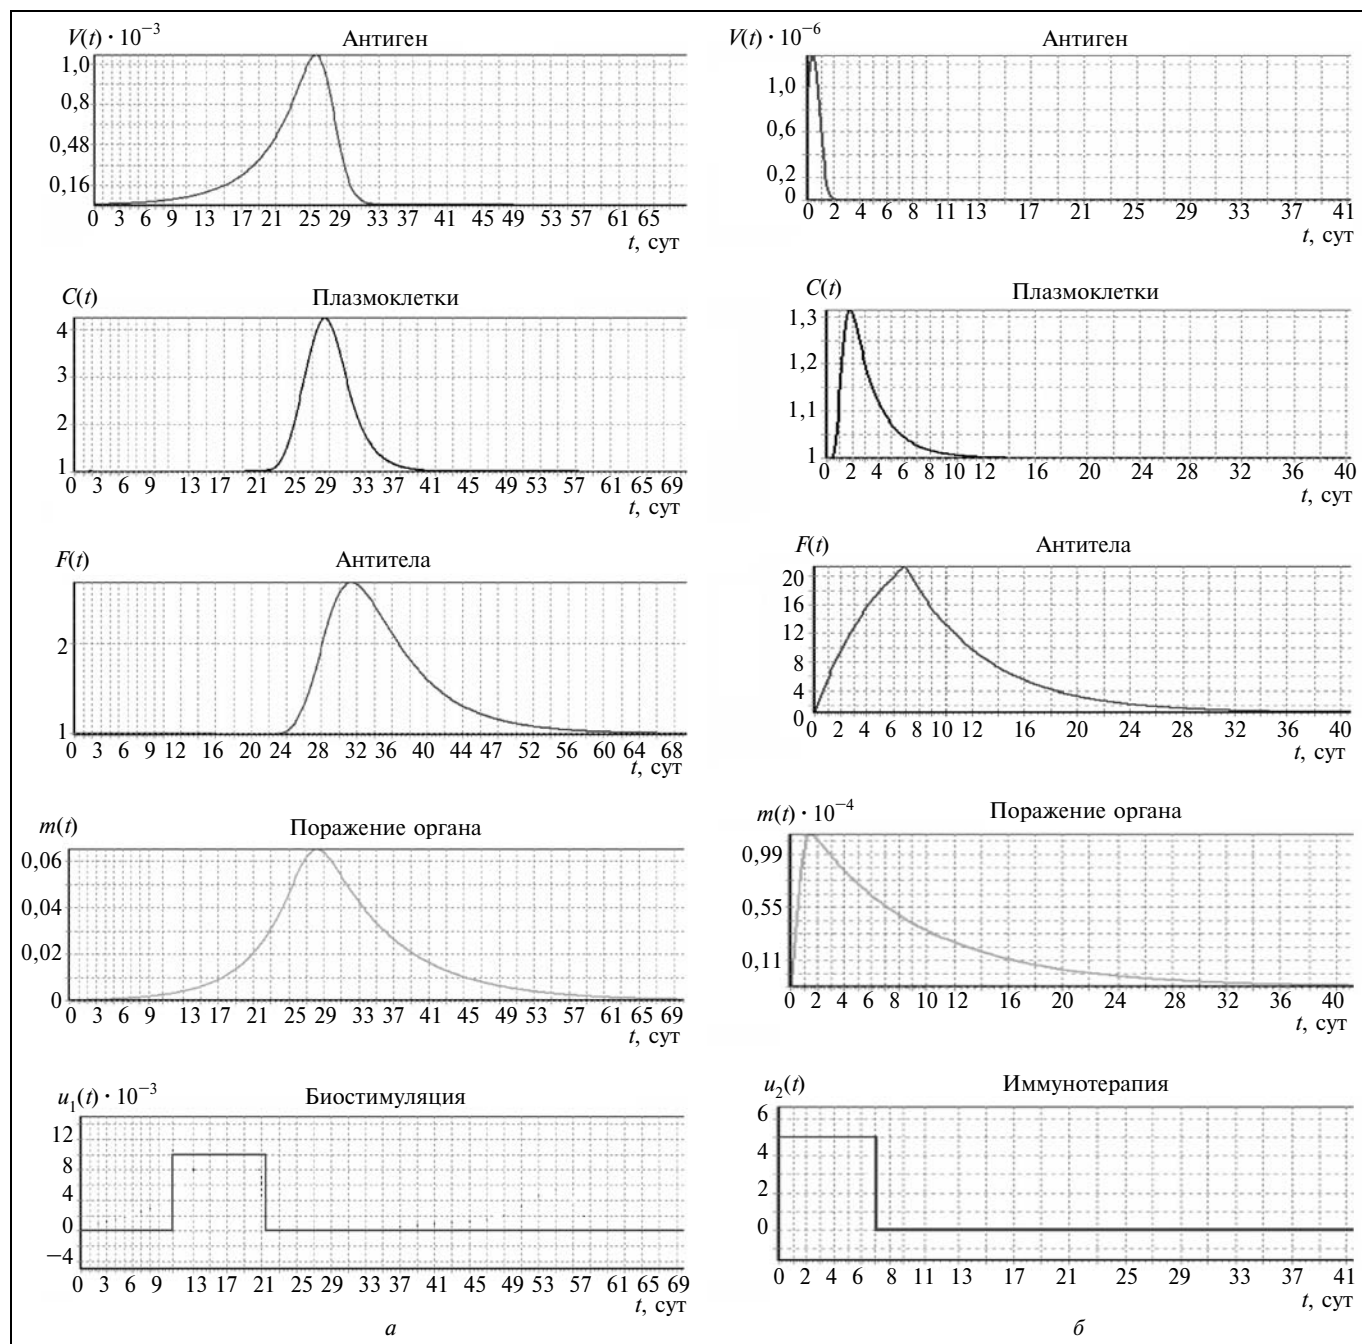 V(t) · 10⁻³
Антиген
1,0
0,8
0,48
0,16
0 3 6 9 13 17 21 25 29 33 37 41 45 49 53 57 61 65
t, сут
C(t)
Плазмоклетки
4
3
2
1
0 3 6 9 13 17 21 25 29 35 41 45 49 53 57 65 69
t, сут
F(t)
Антитела
2
1
0 3 6 9 12 16 20 24 28 32 36 40 44 47 52 56 60 64 68
t, сут
m(t)
Поражение органа
0,06
0,04
0,02
0
0 3 6 9 13 17 21 25 29 35 41 45 49 53 57 65 69
t, сут
u₁(t) · 10⁻³
Биостимуляция
12
8
4
0
−4
0 3 6 9 13 17 21 25 29 33 37 41 45 49 53 57 61 65 69
t, сут
а
V(t) · 10⁻⁶
Антиген
1,0
0,6
0,2
0
0 2 4 6 8 11 13 17 21 25 29 33 37 41
t, сут
C(t)
Плазмоклетки
1,3
1,2
1,1
1
0 2 4 6 8 10 12 16 20 24 28 32 36 40
t, сут
F(t)
Антитела
20
16
12
8
4
0
0 2 4 6 8 10 12 16 20 24 28 32 36 40
t, сут
m(t) · 10⁻⁴
Поражение органа
0,99
0,55
0,11
0 2 4 6 8 10 12 16 20 24 28 32 36 40
t, сут
u₂(t)
Иммунотерапия
6
4
2
0
0 2 4 6 8 11 13 17 21 25 29 33 37 41
t, сут
б